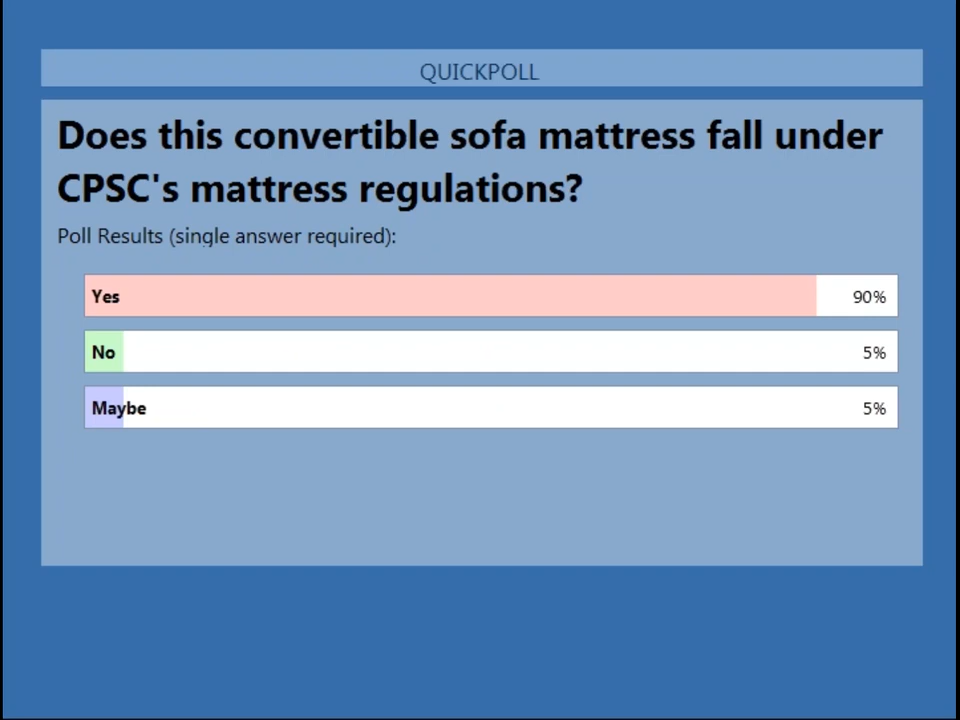 QUICKPOLL
Does this convertible sofa mattress fall under
CPSC's mattress regulations?
Poll Results (single answer required):
Yes 90%
No 5%
Maybe 5%